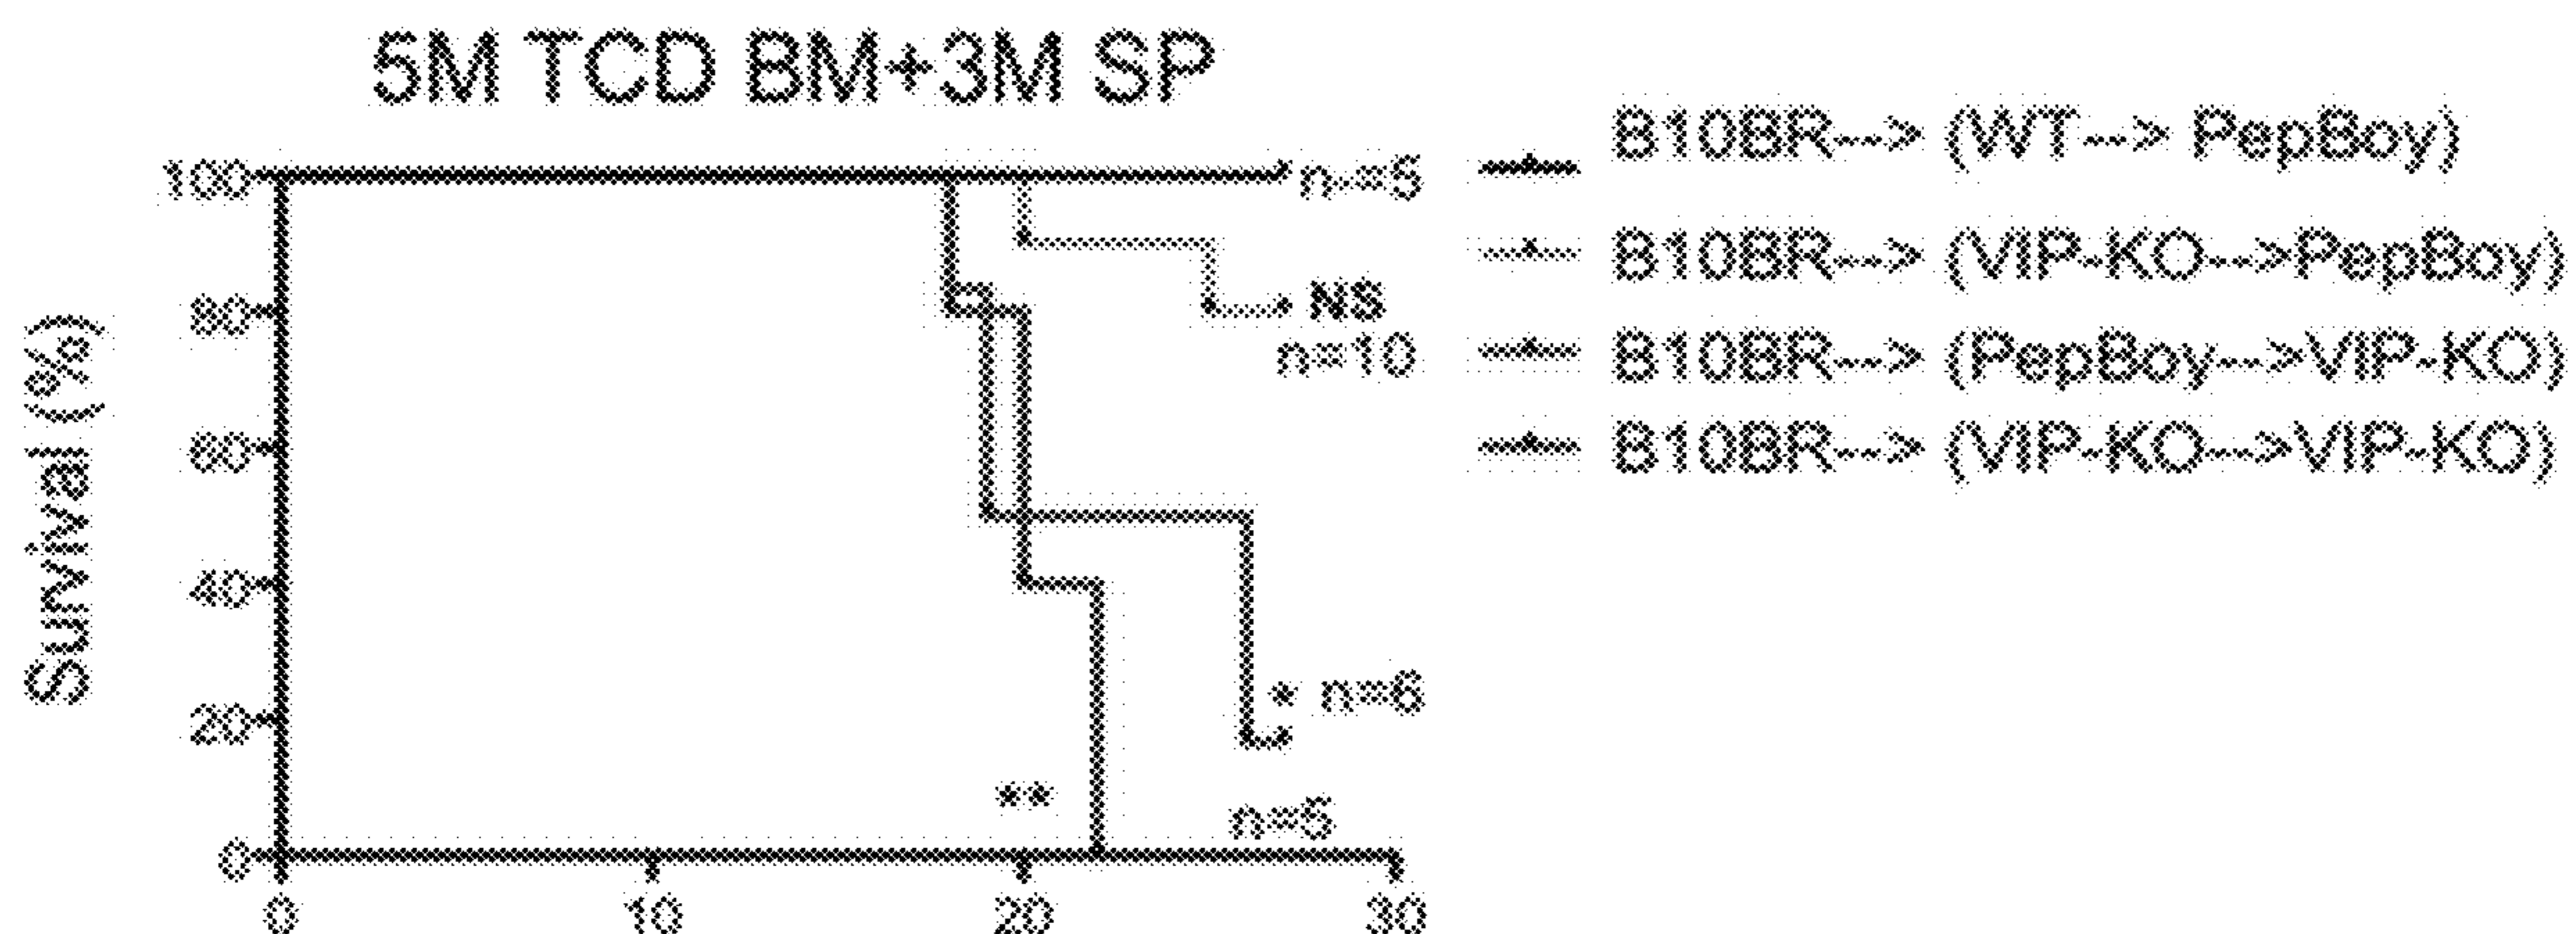 5M TCD BM+3M SP
B10BR---> (WT---> PepBoy)
B10BR---> (VIP-KO--->PepBoy)
B10BR---> (PepBoy--->VIP-KO)
B10BR---> (VIP-KO--->VIP-KO)
Survival (%)
100
80
60
40
20
0
0 10 20 30
n=5
NS
n=10
* n=6
**
n=5